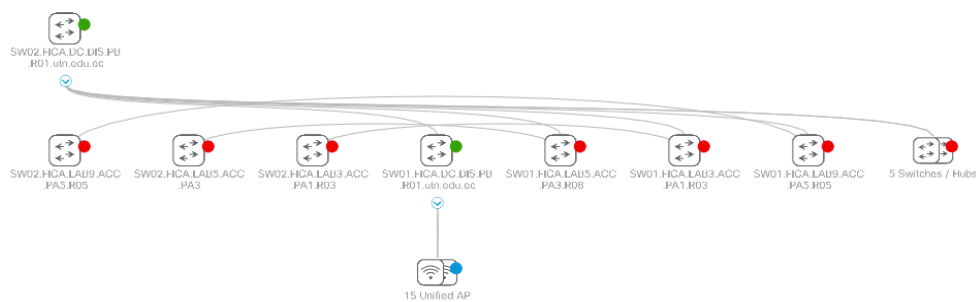 SW02.HCA.DC.DIS.PB
.R01.utn.edu.ec
SW02.HCA.LAB9.ACC
.PA5.R05
SW02.HCA.LAB5.ACC
.PA3
SW02.HCA.LAB3.ACC
.PA1.R03
SW01.HCA.DC.DIS.PB
.R01.utn.edu.ec
SW01.HCA.LAB5.ACC
.PA3.R08
SW01.HCA.LAB3.ACC
.PA1.R03
SW01.HCA.LAB9.ACC
.PA5.R05
5 Switches / Hubs
15 Unified AP